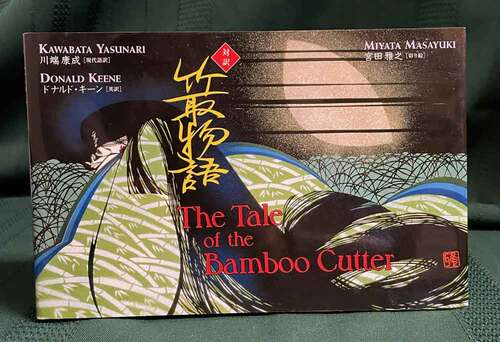 KAWABATA YASUNARI
川端 康成[現代語訳]
DONALD KEENE
ドナルド・キーン[英訳]
対訳
竹取物語
MIYATA MASAYUKI
宮田 雅之[切り絵]
The Tale
of the
Bamboo Cutter